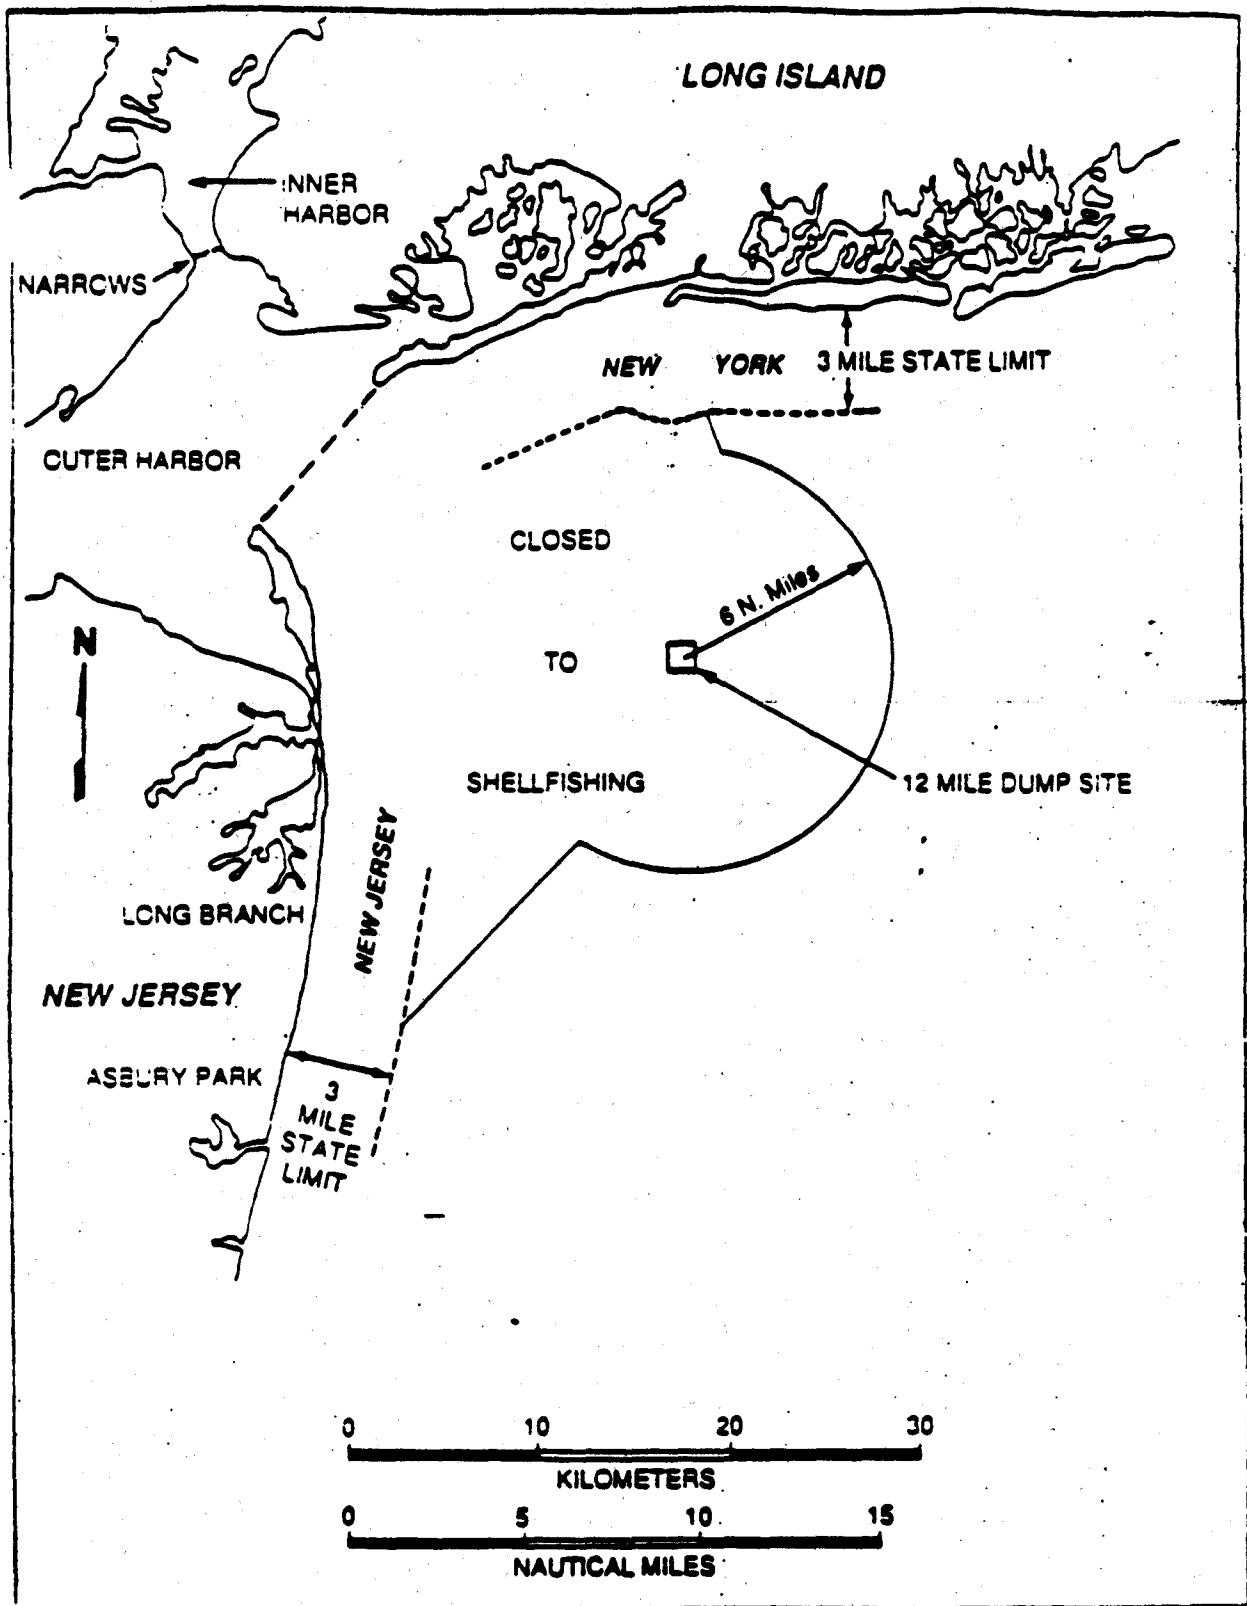 LONG ISLAND
INNER
HARBOR
NARROWS
NEW YORK
3 MILE STATE LIMIT
OUTER HARBOR
CLOSED
6 N. Miles
N
TO
SHELLFISHING
12 MILE DUMP SITE
NEW JERSEY
LONG BRANCH
NEW JERSEY
ASBURY PARK
3
MILE
STATE
LIMIT
0 10 20 30
KILOMETERS
0 5 10 15
NAUTICAL MILES